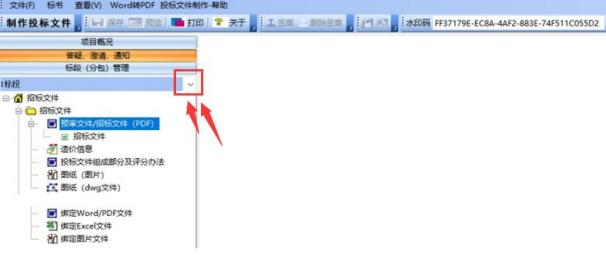 文件(F) 标书 查看(V) Word转PDF 投标文件制作-帮助
制作投标文件 保存 预览 打印 关于 签章 删除签章 水印码 FF37179E-EC8A-4AF2-883E-74F511C055D2
项目概况
答疑、澄清、通知
标段（分包）管理
1标段
招标文件
招标文件
预审文件/招标文件（PDF）
招标文件
造价信息
投标文件组成部分及评分办法
图纸（图片）
图纸（dwg文件）
绑定Word/PDF文件
绑定Excel文件
绑定图片文件